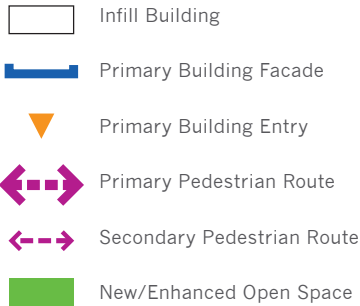 Infill Building
Primary Building Facade
Primary Building Entry
Primary Pedestrian Route
Secondary Pedestrian Route
New/Enhanced Open Space